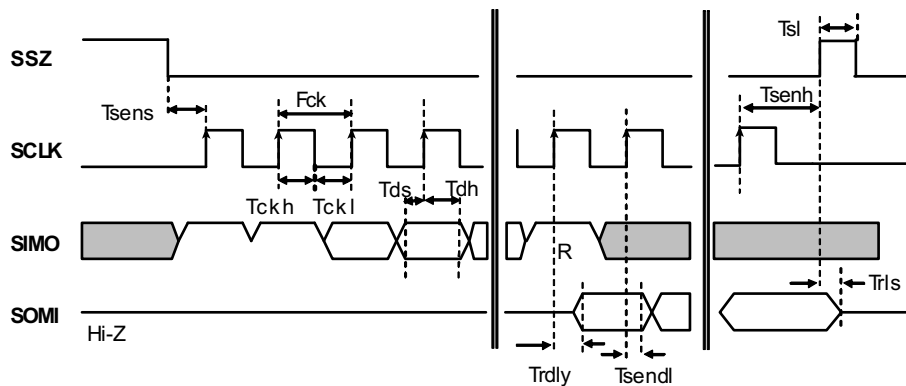 Tsl
SSZ
Tsens
Fck
Tsenh
SCLK
Tckh
Tckl
Tds
Tdh
SIMO
R
Trls
SOMI
Hi-Z
Trdly
Tsendl